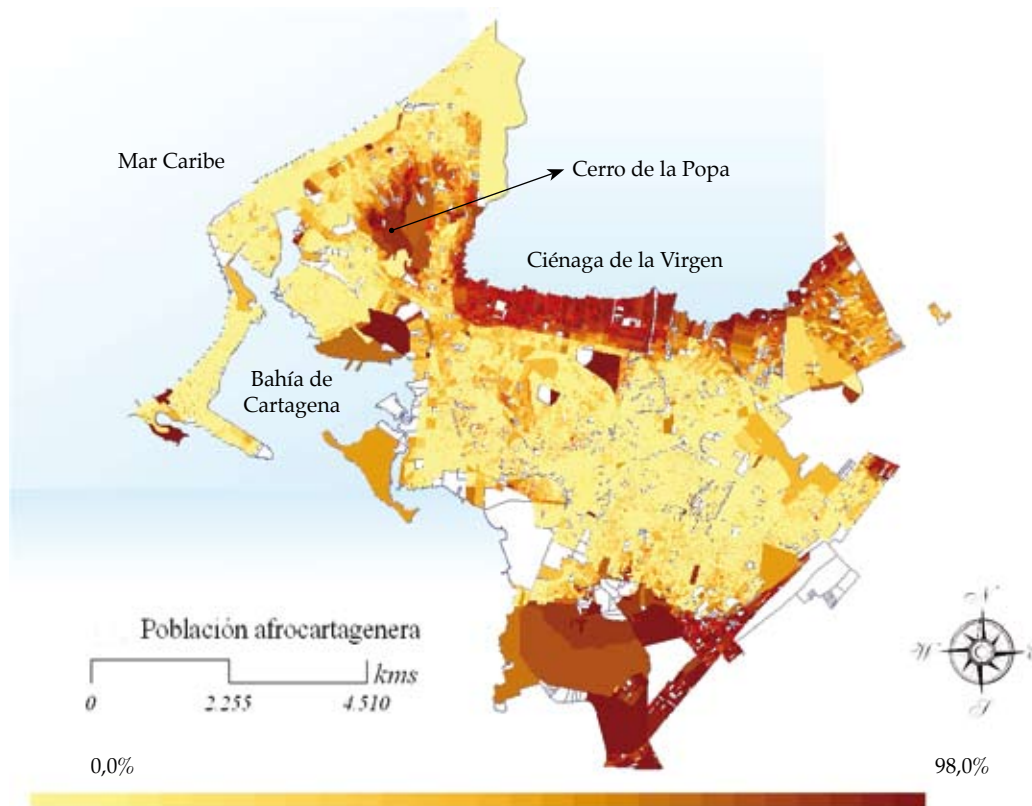 Mar Caribe
Cerro de la Popa
Ciénaga de la Virgen
Bahía de
Cartagena
Población afrocartagenera
kms
0 2.255 4.510
N
W E
S
0,0% 98,0%